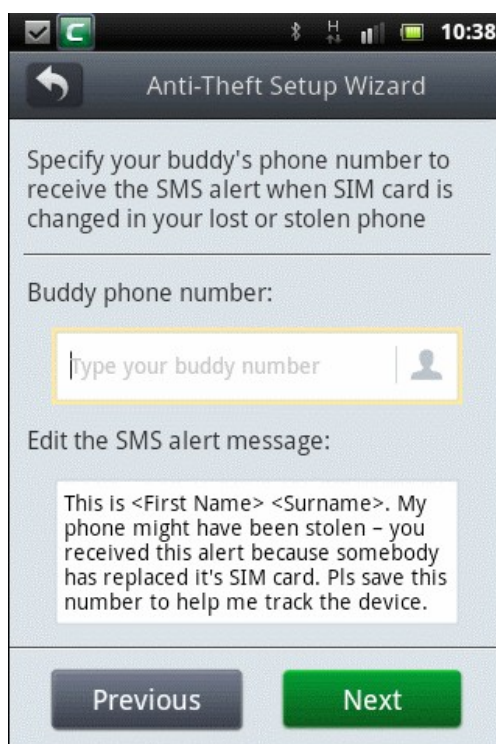 H 10:38
Anti-Theft Setup Wizard
Specify your buddy's phone number to
receive the SMS alert when SIM card is
changed in your lost or stolen phone
Buddy phone number:
Type your buddy number
Edit the SMS alert message:
This is <First Name> <Surname>. My
phone might have been stolen – you
received this alert because somebody
has replaced it's SIM card. Pls save this
number to help me track the device.
Previous Next